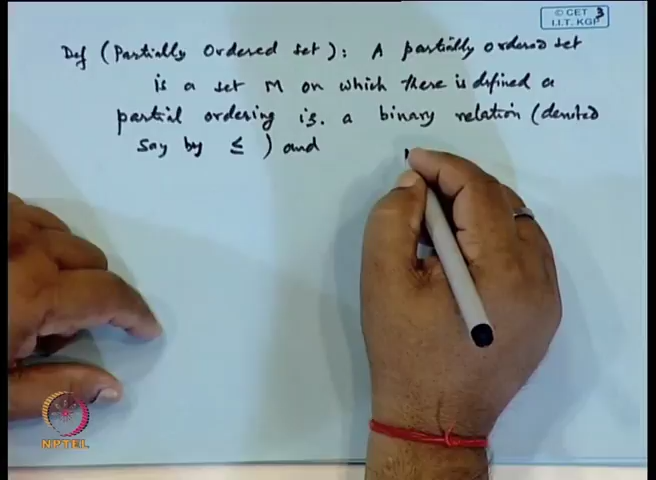 © CET 3
I.I.T. KGP
Def (Partially Ordered set): A partially ordered set
is a set M on which there is defined a
partial ordering i.e. a binary relation (denoted
say by ≤ ) and
NPTEL